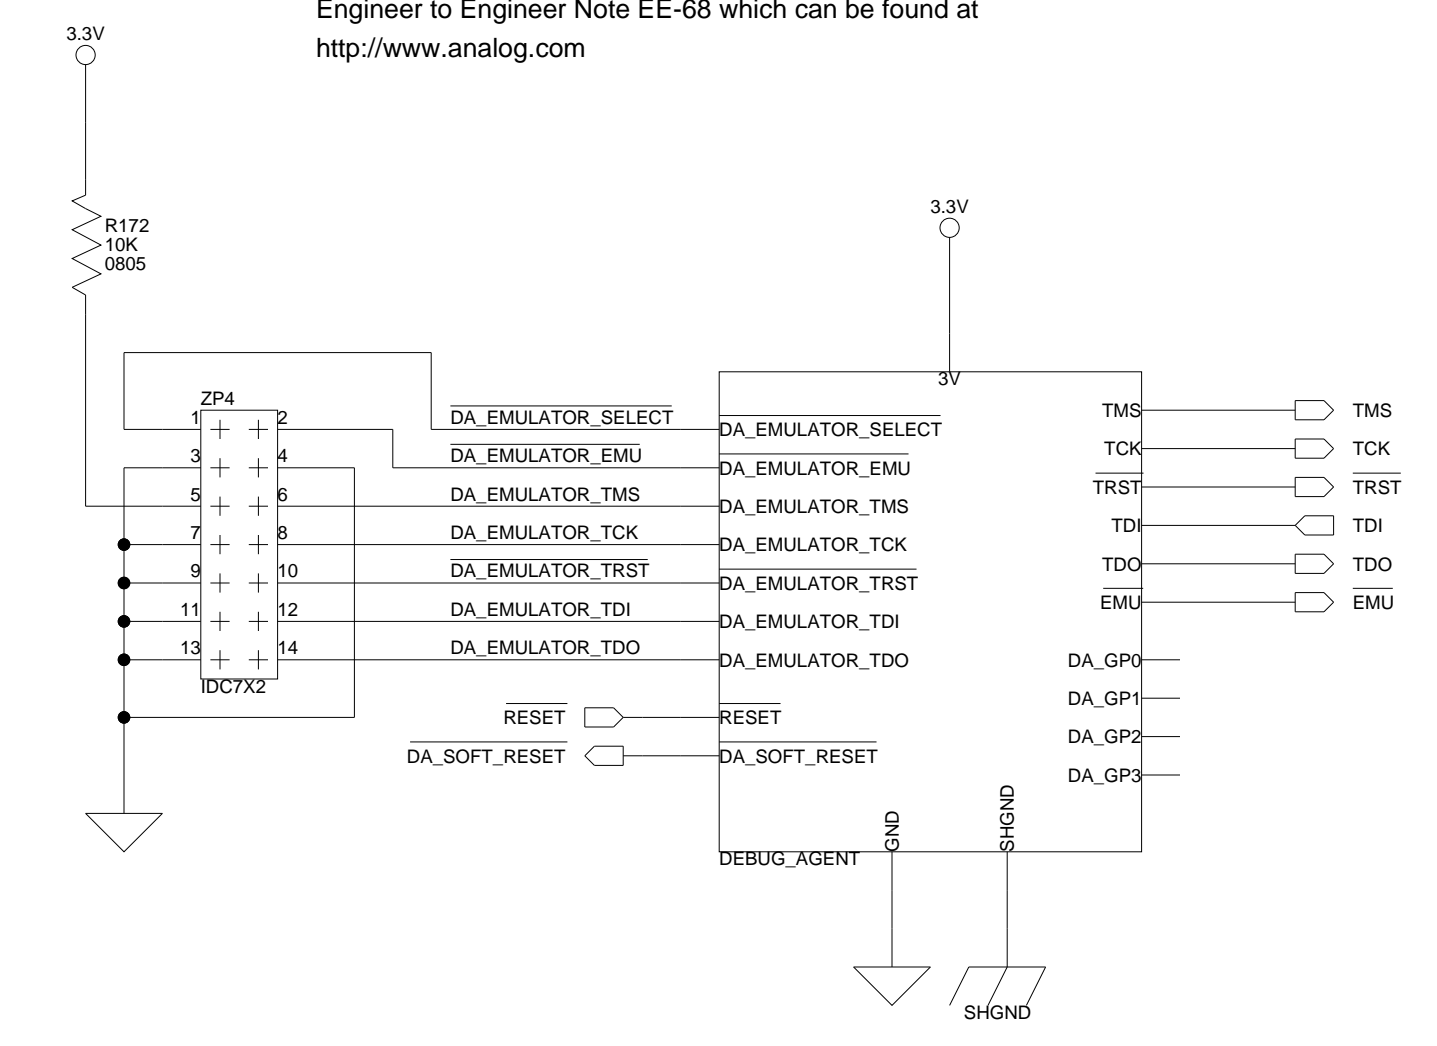 Engineer to Engineer Note EE-68 which can be found at
http://www.analog.com
3.3V
R172
10K
0805
3.3V
3V
ZP4
1 2
3 4
5 6
7 8
9 10
11 12
13 14
IDC7X2
DA_EMULATOR_SELECT
DA_EMULATOR_EMU
DA_EMULATOR_TMS
DA_EMULATOR_TCK
DA_EMULATOR_TRST
DA_EMULATOR_TDI
DA_EMULATOR_TDO
RESET
DA_SOFT_RESET
DA_EMULATOR_SELECT
DA_EMULATOR_EMU
DA_EMULATOR_TMS
DA_EMULATOR_TCK
DA_EMULATOR_TRST
DA_EMULATOR_TDI
DA_EMULATOR_TDO
RESET
DA_SOFT_RESET
TMS
TCK
TRST
TDI
TDO
EMU
DA_GP0
DA_GP1
DA_GP2
DA_GP3
TMS
TCK
TRST
TDI
TDO
EMU
GND
SHGND
DEBUG_AGENT
SHGND